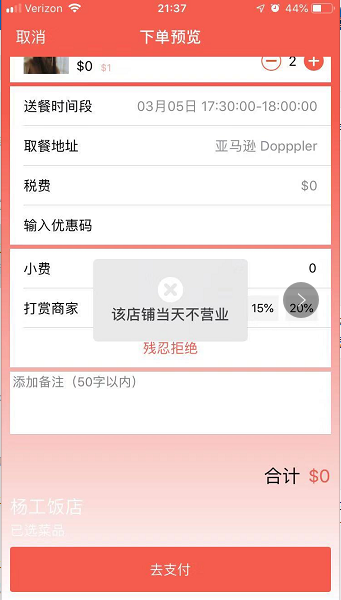 Verizon 21:37 44%
取消 下单预览
$0 $1 2
送餐时间段 03月05日 17:30:00-18:00:00
取餐地址 亚马逊 Dopppler
税费 $0
输入优惠码
小费 0
打赏商家 15% 20%
该店铺当天不营业
残忍拒绝
添加备注（50字以内）
合计 $0
杨工饭店
已选菜品
去支付